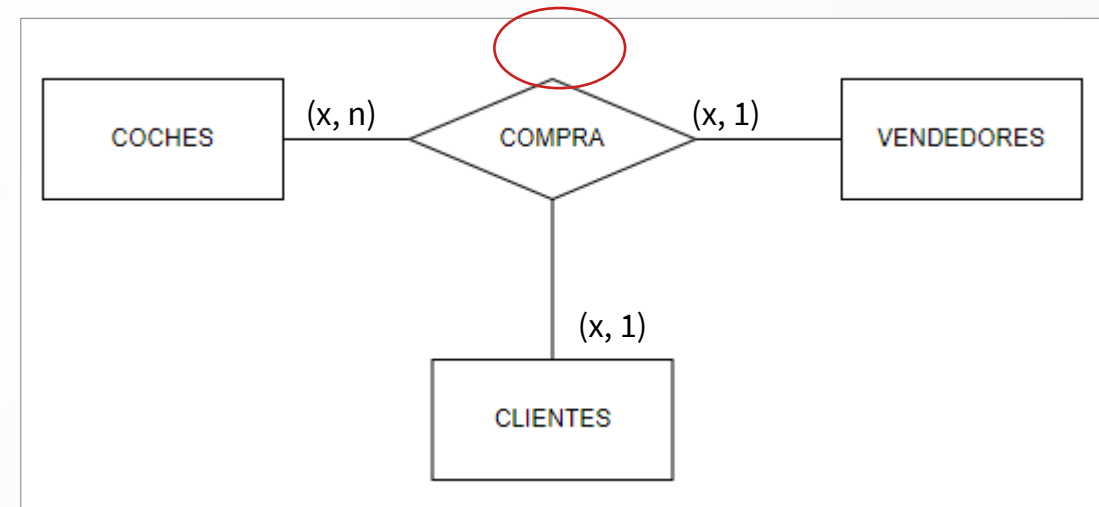 COCHES
(x, n)
COMPRA
(x, 1)
VENDEDORES
(x, 1)
CLIENTES